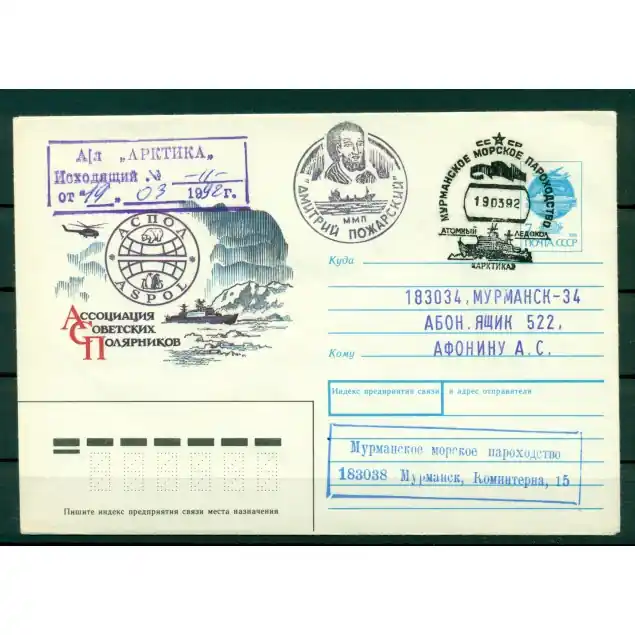 А/л „АРКТИКА„
Исходящий № -11-
от "19„ 03 1992г.
АСПОЛ
ASPOL
Ассоциация
Советских
Полярников
"ДМИТРИЙ ПОЖАРСКИЙ"
ММП
СССР
МУРМАНСКОЕ МОРСКОЕ ПАРОХОДСТВО
190392
АТОМНЫЙ ЛЕДОКОЛ
«АРКТИКА»
7
ПОЧТА СССР
Куда
183034, МУРМАНСК-34
АБОН. ЯЩИК 522,
Кому
АФОНИНУ А.С.
Индекс предприятия связи и адрес отправителя
Мурманское морское пароходство
183038 Мурманск, Коминтерна, 15
Пишите индекс предприятия связи места назначения